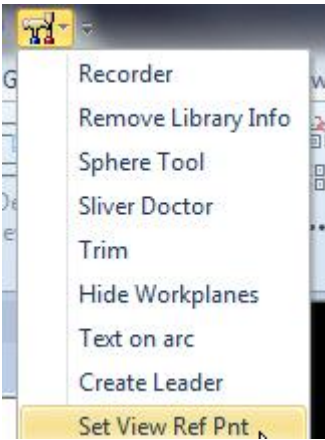 Recorder
Remove Library Info
Sphere Tool
Sliver Doctor
Trim
Hide Workplanes
Text on arc
Create Leader
Set View Ref Pnt